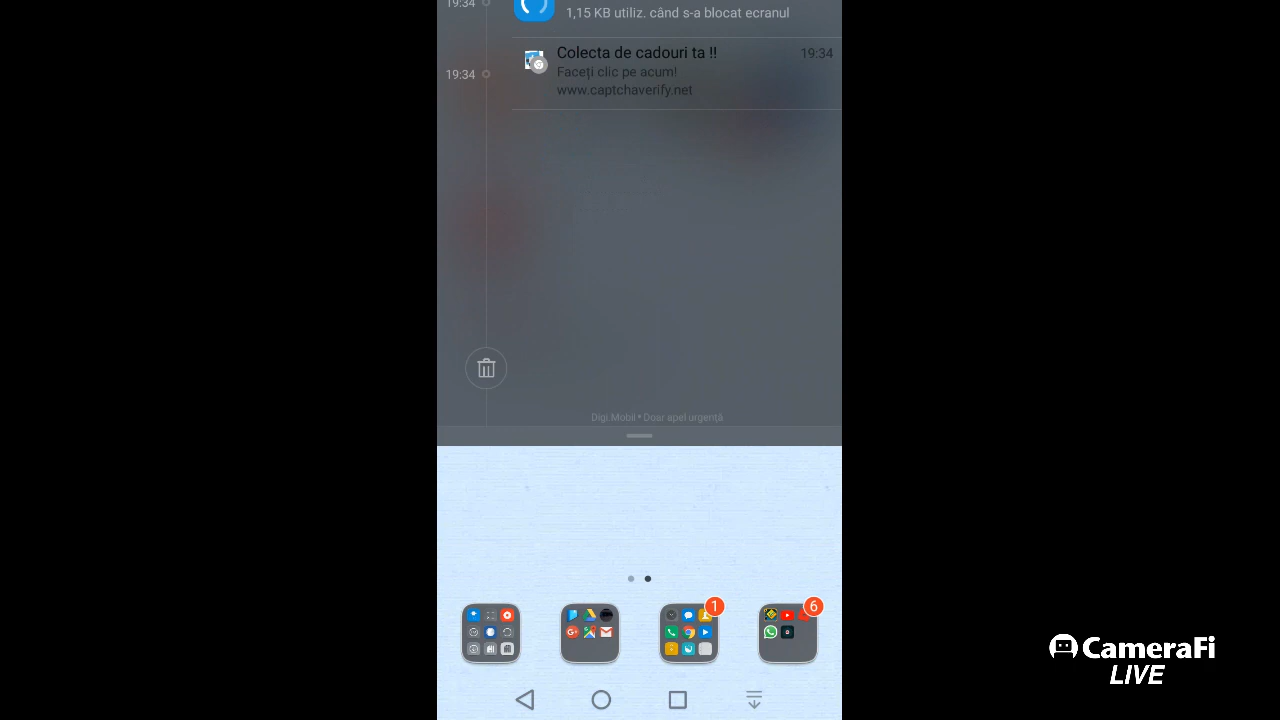 19:34
1,15 KB utiliz. când s-a blocat ecranul
Colecta de cadouri ta !! 19:34
19:34 Faceți clic pe acum!
www.captchaverify.net
Digi.Mobil • Doar apel urgență
1
6
CameraFi
LIVE